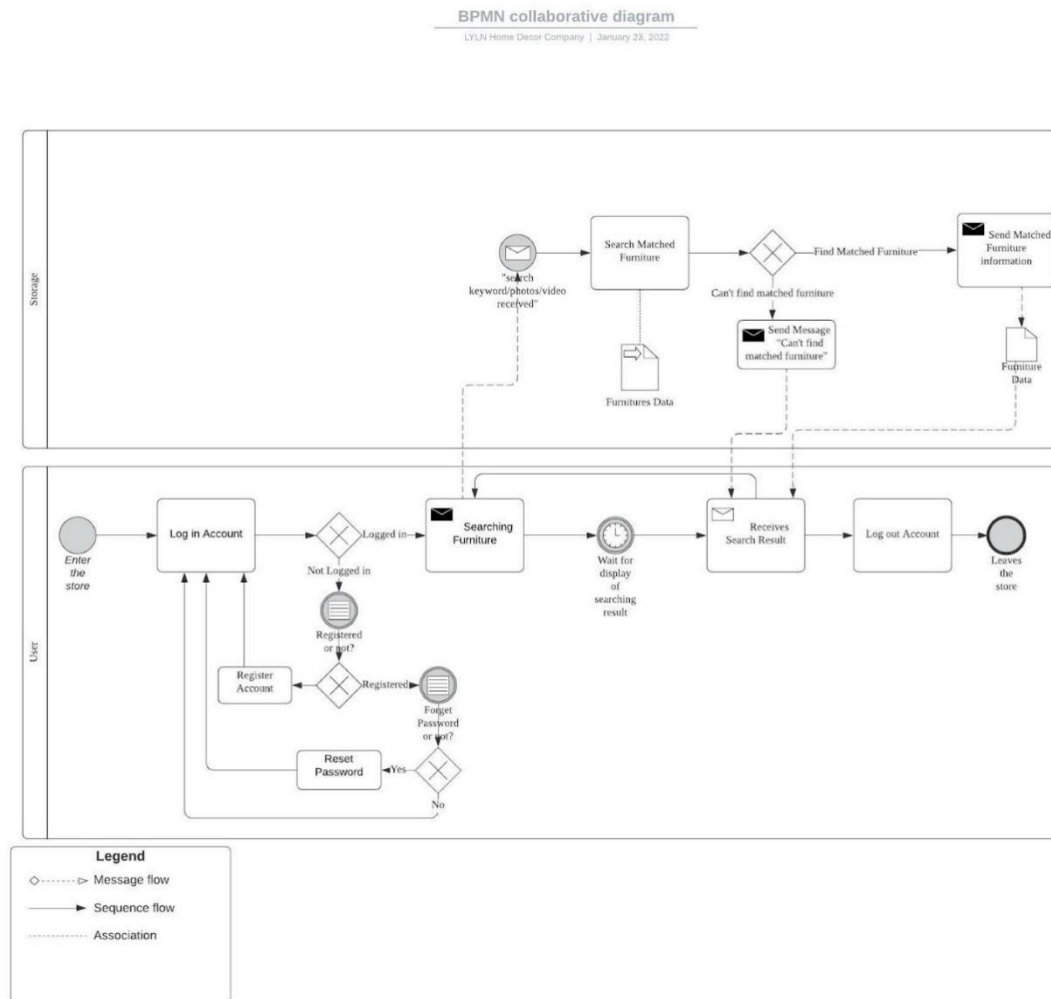 BPMN collaborative diagram
LYLN Home Decor Company | January 23, 2022
Storage
"search
keyword/photos/video
received"
Search Matched
Furniture
Furnitures Data
Find Matched Furniture
Can't find matched furniture
Send Message
"Can't find
matched furniture"
Send Matched
Furniture
information
Furniture
Data
User
Enter
the
store
Log in Account
Logged in
Not Logged in
Searching
Furniture
Wait for
display
of
searching
result
Receives
Search Result
Log out Account
Leaves
the
store
Registered
or not?
Register
Account
Registered
Forget
Password
or not?
Reset
Password
Yes
No
Legend
Message flow
Sequence flow
Association